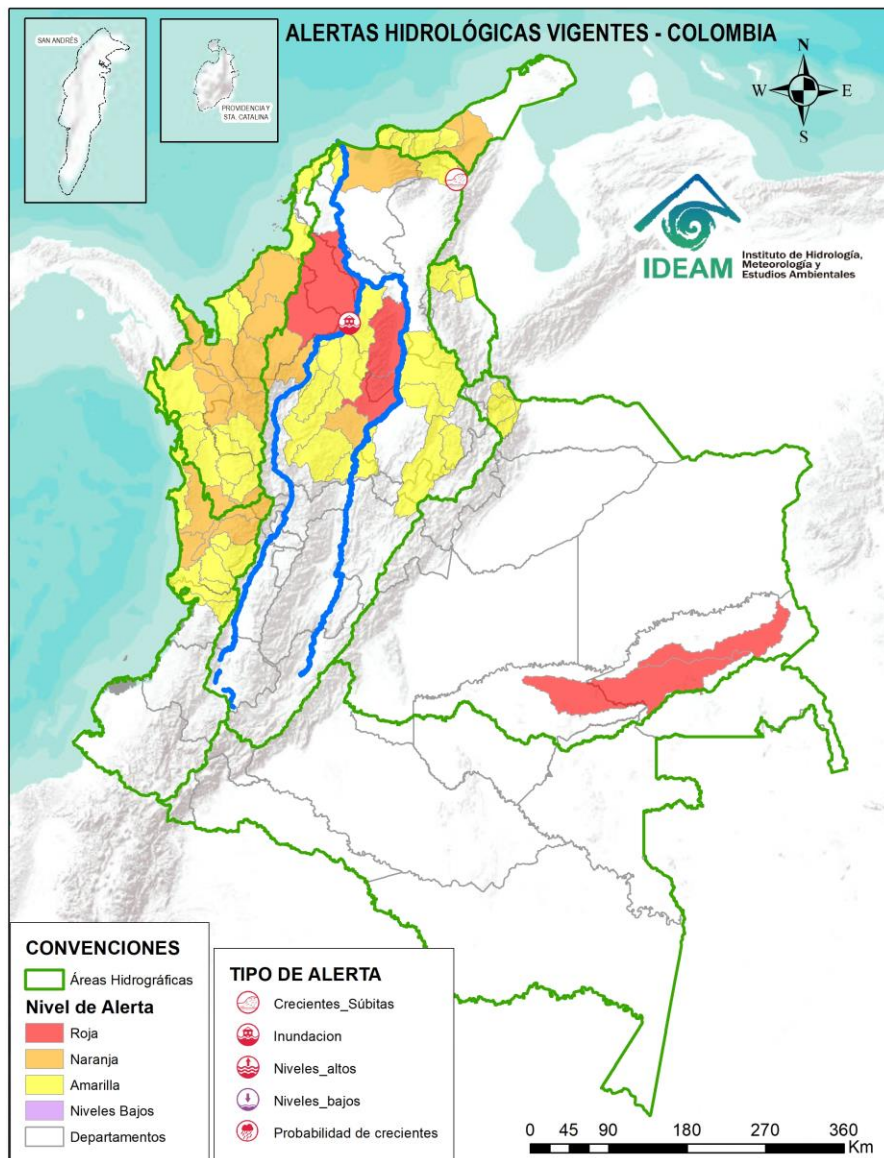 ALERTAS HIDROLÓGICAS VIGENTES - COLOMBIA
SAN ANDRÉS
PROVIDENCIA Y
STA. CATALINA
N
W
E
S
IDEAM
Instituto de Hidrología,
Meteorología y
Estudios Ambientales
CONVENCIONES
Áreas Hidrográficas
Nivel de Alerta
Roja
Naranja
Amarilla
Niveles Bajos
Departamentos
TIPO DE ALERTA
Crecientes_Súbitas
Inundacion
Niveles_altos
Niveles_bajos
Probabilidad de crecientes
0 45 90 180 270 360
Km